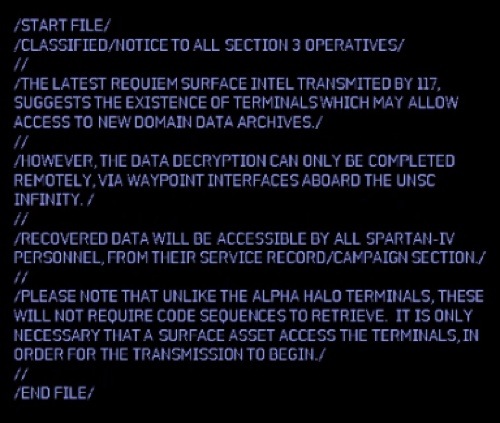 /START FILE/
/CLASSIFIED/NOTICE TO ALL SECTION 3 OPERATIVES/
//
/THE LATEST REQUIEM SURFACE INTEL TRANSMITED BY 117,
SUGGESTS THE EXISTENCE OF TERMINALS WHICH MAY ALLOW
ACCESS TO NEW DOMAIN DATA ARCHIVES./
//
/HOWEVER, THE DATA DECRYPTION CAN ONLY BE COMPLETED
REMOTELY, VIA WAYPOINT INTERFACES ABOARD THE UNSC
INFINITY. /
//
/RECOVERED DATA WILL BE ACCESSIBLE BY ALL SPARTAN-IV
PERSONNEL, FROM THEIR SERVICE RECORD/CAMPAIGN SECTION./
//
/PLEASE NOTE THAT UNLIKE THE ALPHA HALO TERMINALS, THESE
WILL NOT REQUIRE CODE SEQUENCES TO RETRIEVE. IT IS ONLY
NECESSARY THAT A SURFACE ASSET ACCESS THE TERMINALS, IN
ORDER FOR THE TRANSMISSION TO BEGIN./
//
/END FILE/